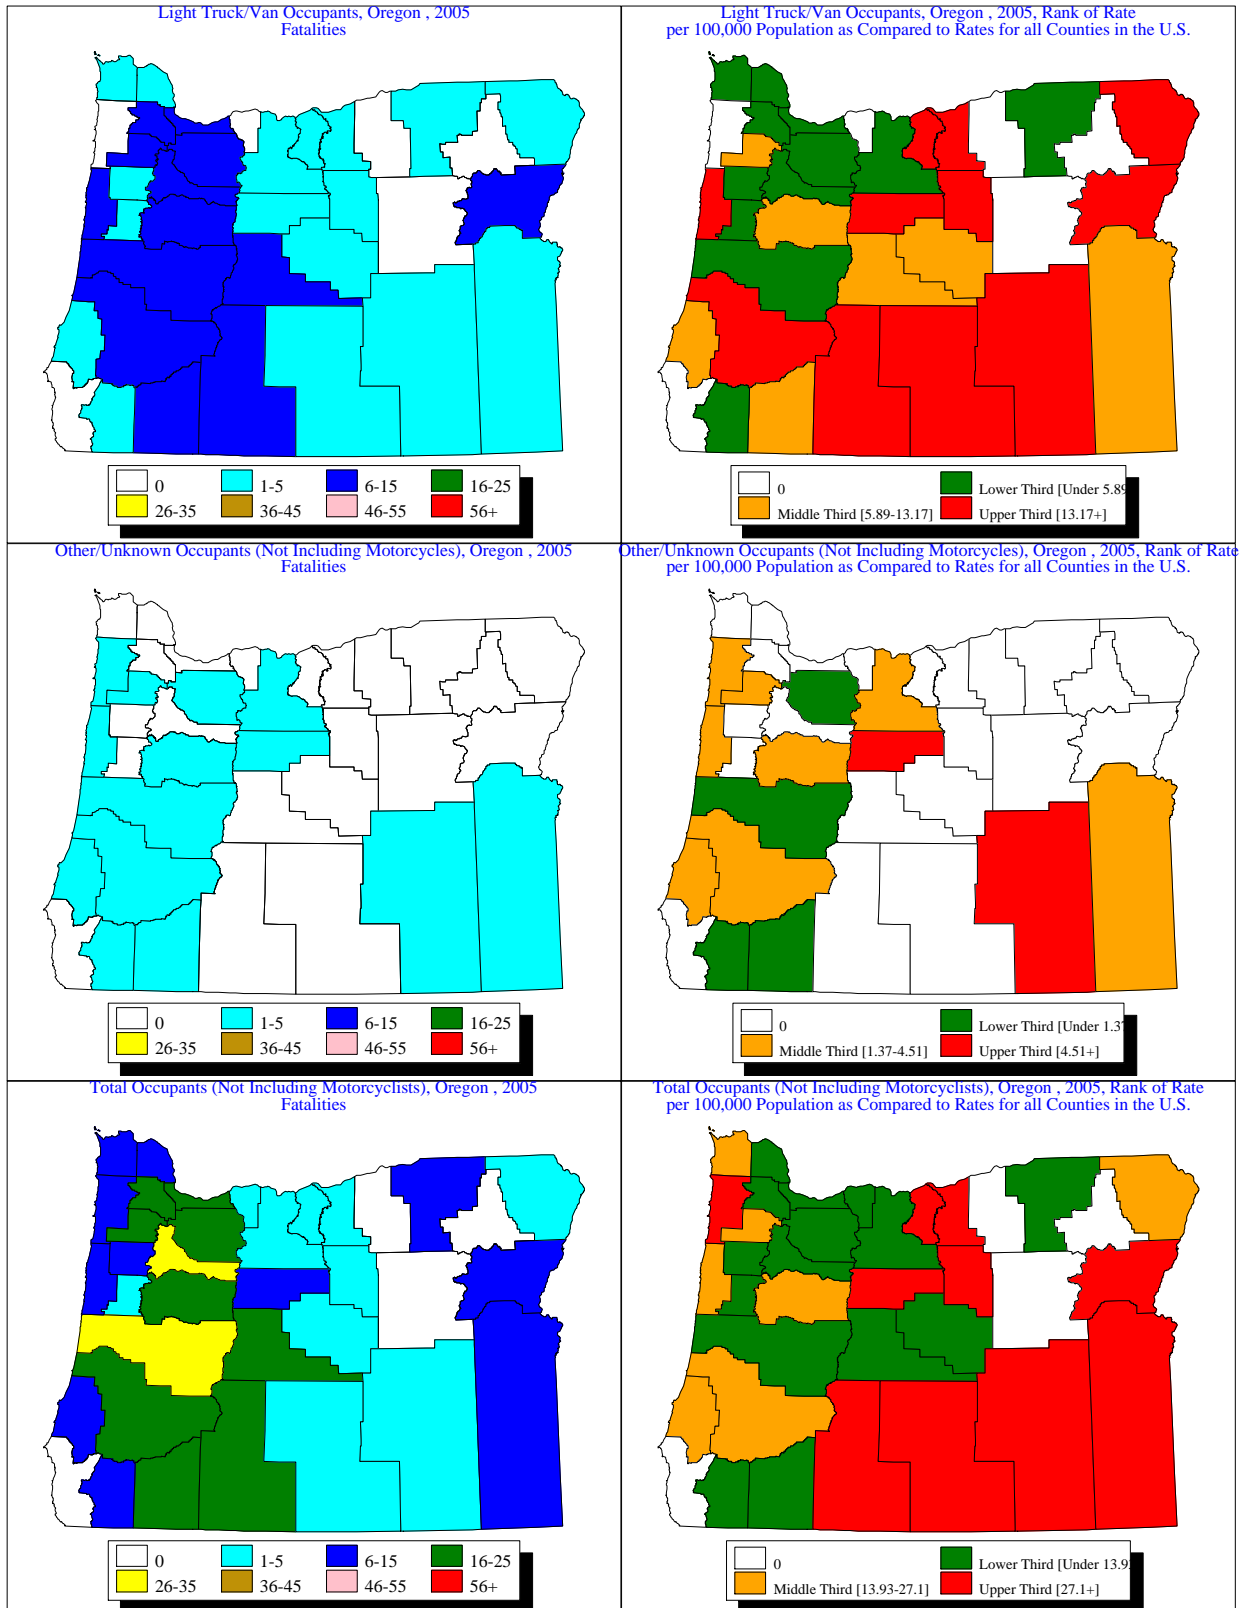 Light Truck/Van Occupants, Oregon , 2005
Fatalities
0
1-5
6-15
16-25
26-35
36-45
46-55
56+
Light Truck/Van Occupants, Oregon , 2005, Rank of Rate
per 100,000 Population as Compared to Rates for all Counties in the U.S.
0
Lower Third [Under 5.89
Middle Third [5.89-13.17]
Upper Third [13.17+]
Other/Unknown Occupants (Not Including Motorcycles), Oregon , 2005
Fatalities
0
1-5
6-15
16-25
26-35
36-45
46-55
56+
Other/Unknown Occupants (Not Including Motorcycles), Oregon , 2005, Rank of Rate
per 100,000 Population as Compared to Rates for all Counties in the U.S.
0
Lower Third [Under 1.37
Middle Third [1.37-4.51]
Upper Third [4.51+]
Total Occupants (Not Including Motorcyclists), Oregon , 2005
Fatalities
0
1-5
6-15
16-25
26-35
36-45
46-55
56+
Total Occupants (Not Including Motorcyclists), Oregon , 2005, Rank of Rate
per 100,000 Population as Compared to Rates for all Counties in the U.S.
0
Lower Third [Under 13.93
Middle Third [13.93-27.1]
Upper Third [27.1+]